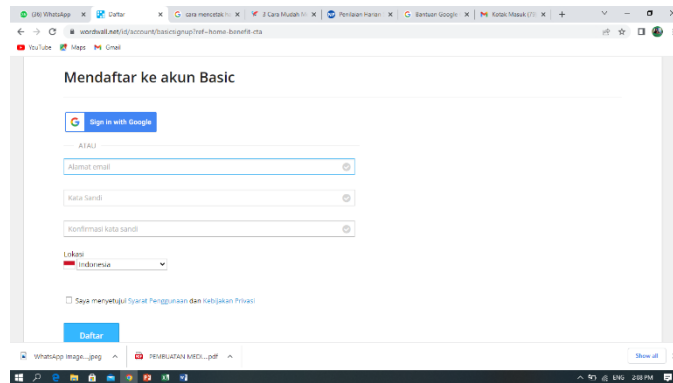 (36) WhatsApp
Daftar
cara mencetak h
3 Cara Mudah M
Penilaian Harian
Bantuan Google
Kotak Masuk (75)
wordwall.net/id/account/basicsignup?ref=home-benefit-cta
YouTube
Maps
Gmail
Mendaftar ke akun Basic
Sign in with Google
ATAU
Alamat email
Kata Sandi
Konfirmasi kata sandi
Lokasi
Indonesia
Saya menyetujui Syarat Penggunaan dan Kebijakan Privasi
Daftar
WhatsApp Image...jpeg
PEMBUATAN MEDI....pdf
Show all
ENG
2:08 PM